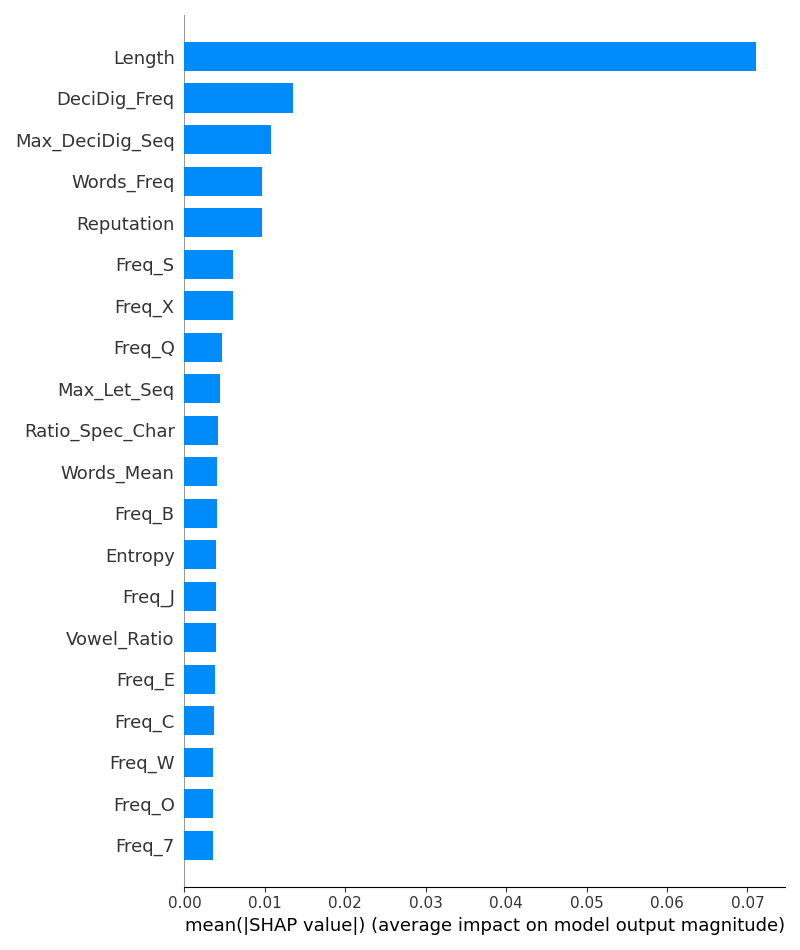 Length
DeciDig_Freq
Max_DeciDig_Seq
Words_Freq
Reputation
Freq_S
Freq_X
Freq_Q
Max_Let_Seq
Ratio_Spec_Char
Words_Mean
Freq_B
Entropy
Freq_J
Vowel_Ratio
Freq_E
Freq_C
Freq_W
Freq_O
Freq_7
0.00 0.01 0.02 0.03 0.04 0.05 0.06 0.07
mean(|SHAP value|) (average impact on model output magnitude)